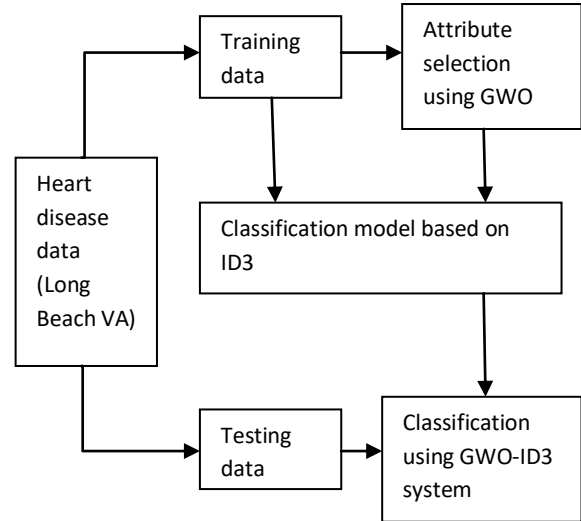 Training
data
Attribute
selection
using GWO
Heart
disease
data
(Long
Beach VA)
Classification model based on
ID3
Testing
data
Classification
using GWO-ID3
system